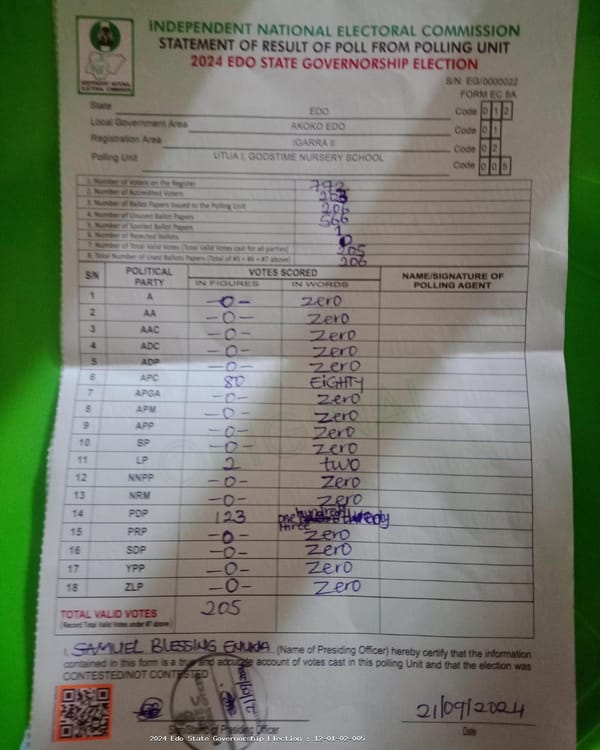 INDEPENDENT NATIONAL ELECTORAL COMMISSION
STATEMENT OF RESULT OF POLL FROM POLLING UNIT
2024 EDO STATE GOVERNORSHIP ELECTION
INDEPENDENT NATIONAL ELECTORAL COMMISSION
S/N: EG/0000022
FORM EC 8A
State EDO Code 0 1 2
Local Government Area AKOKO EDO Code 0 1
Registration Area IGARRA II Code 0 2
Polling Unit UTUA I, GODSTIME NURSERY SCHOOL Code 0 0 5
1. Number of Voters on the Register 792
2. Number of Accredited Voters
3. Number of Ballot Papers Issued to the Polling Unit
4. Number of Unused Ballot Papers
5. Number of Spoiled Ballot Papers 1
6. Number of Rejected Ballots 0
7. Number of Total Valid Votes (Total Valid Votes cast for all parties) 205
8. Total Number of Used Ballots Papers (Total of #5 + #6 + #7 above) 206
S/N POLITICAL PARTY VOTES SCORED NAME/SIGNATURE OF POLLING AGENT
IN FIGURES IN WORDS
1 A -0- zero
2 AA -0- zero
3 AAC -0- zero
4 ADC -0- zero
5 ADP -0- zero
6 APC 80 EIGHTY
7 APGA -0- zero
8 APM -0- zero
9 APP -0- zero
10 SP -0- zero
11 LP 2 two
12 NNPP -0- zero
13 NRM -0- zero
14 PDP 123 one hundred twenty three
15 PRP -0- zero
16 SDP -0- zero
17 YPP -0- zero
18 ZLP -0- zero
TOTAL VALID VOTES 205
(Record Total Valid Votes under #7 above)
I, SAMUEL BLESSING (Name of Presiding Officer) hereby certify that the information
contained in this form is a true and accurate account of votes cast in this polling Unit and that the election was
CONTESTED/NOT CONTESTED
21/09/2024
Presiding Officer Date
2024 Edo State Governorship Election : 12-01-02-005